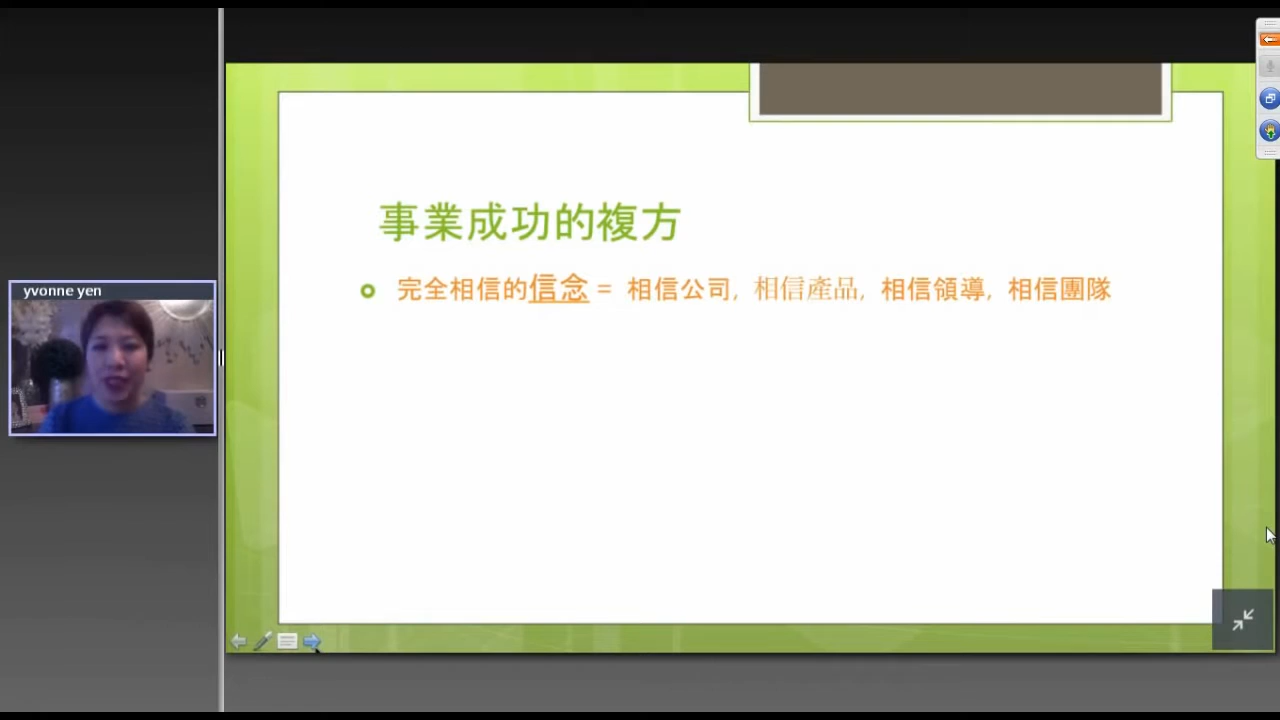 yvonne yen
事業成功的複方
完全相信的信念 = 相信公司, 相信產品, 相信領導, 相信團隊